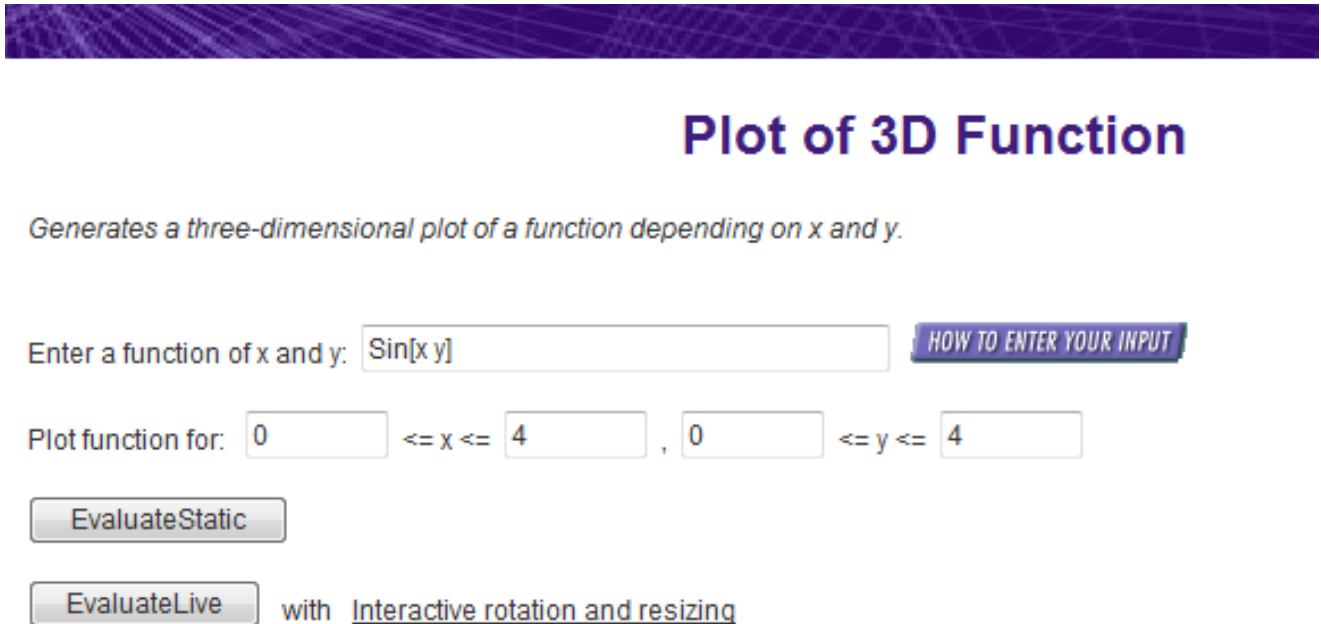 Plot of 3D Function
Generates a three-dimensional plot of a function depending on x and y.
Enter a function of x and y: Sin[x y] HOW TO ENTER YOUR INPUT
Plot function for: 0 <= x <= 4 , 0 <= y <= 4
EvaluateStatic
EvaluateLive with Interactive rotation and resizing